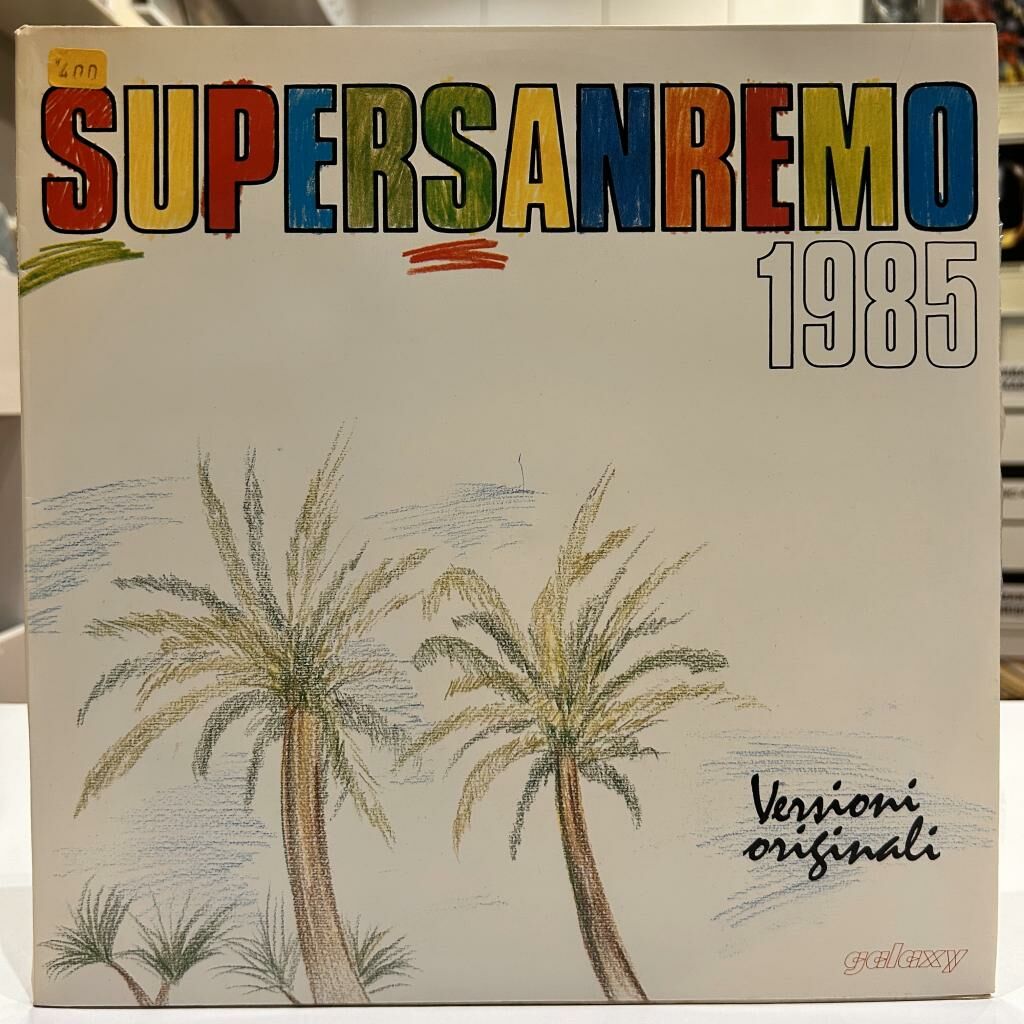 ¥400
SUPERSANREMO
1985
Versioni
originali
galaxy